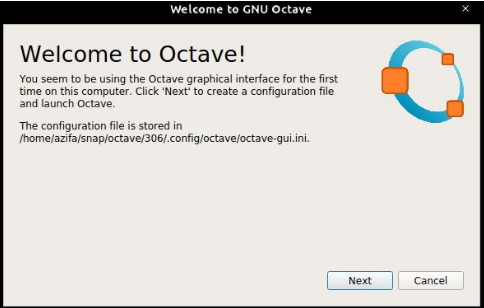 Welcome to GNU Octave
×
Welcome to Octave!
You seem to be using the Octave graphical interface for the first
time on this computer. Click 'Next' to create a configuration file
and launch Octave.
The configuration file is stored in
/home/azifa/snap/octave/306/.config/octave/octave-gui.ini.
Next
Cancel